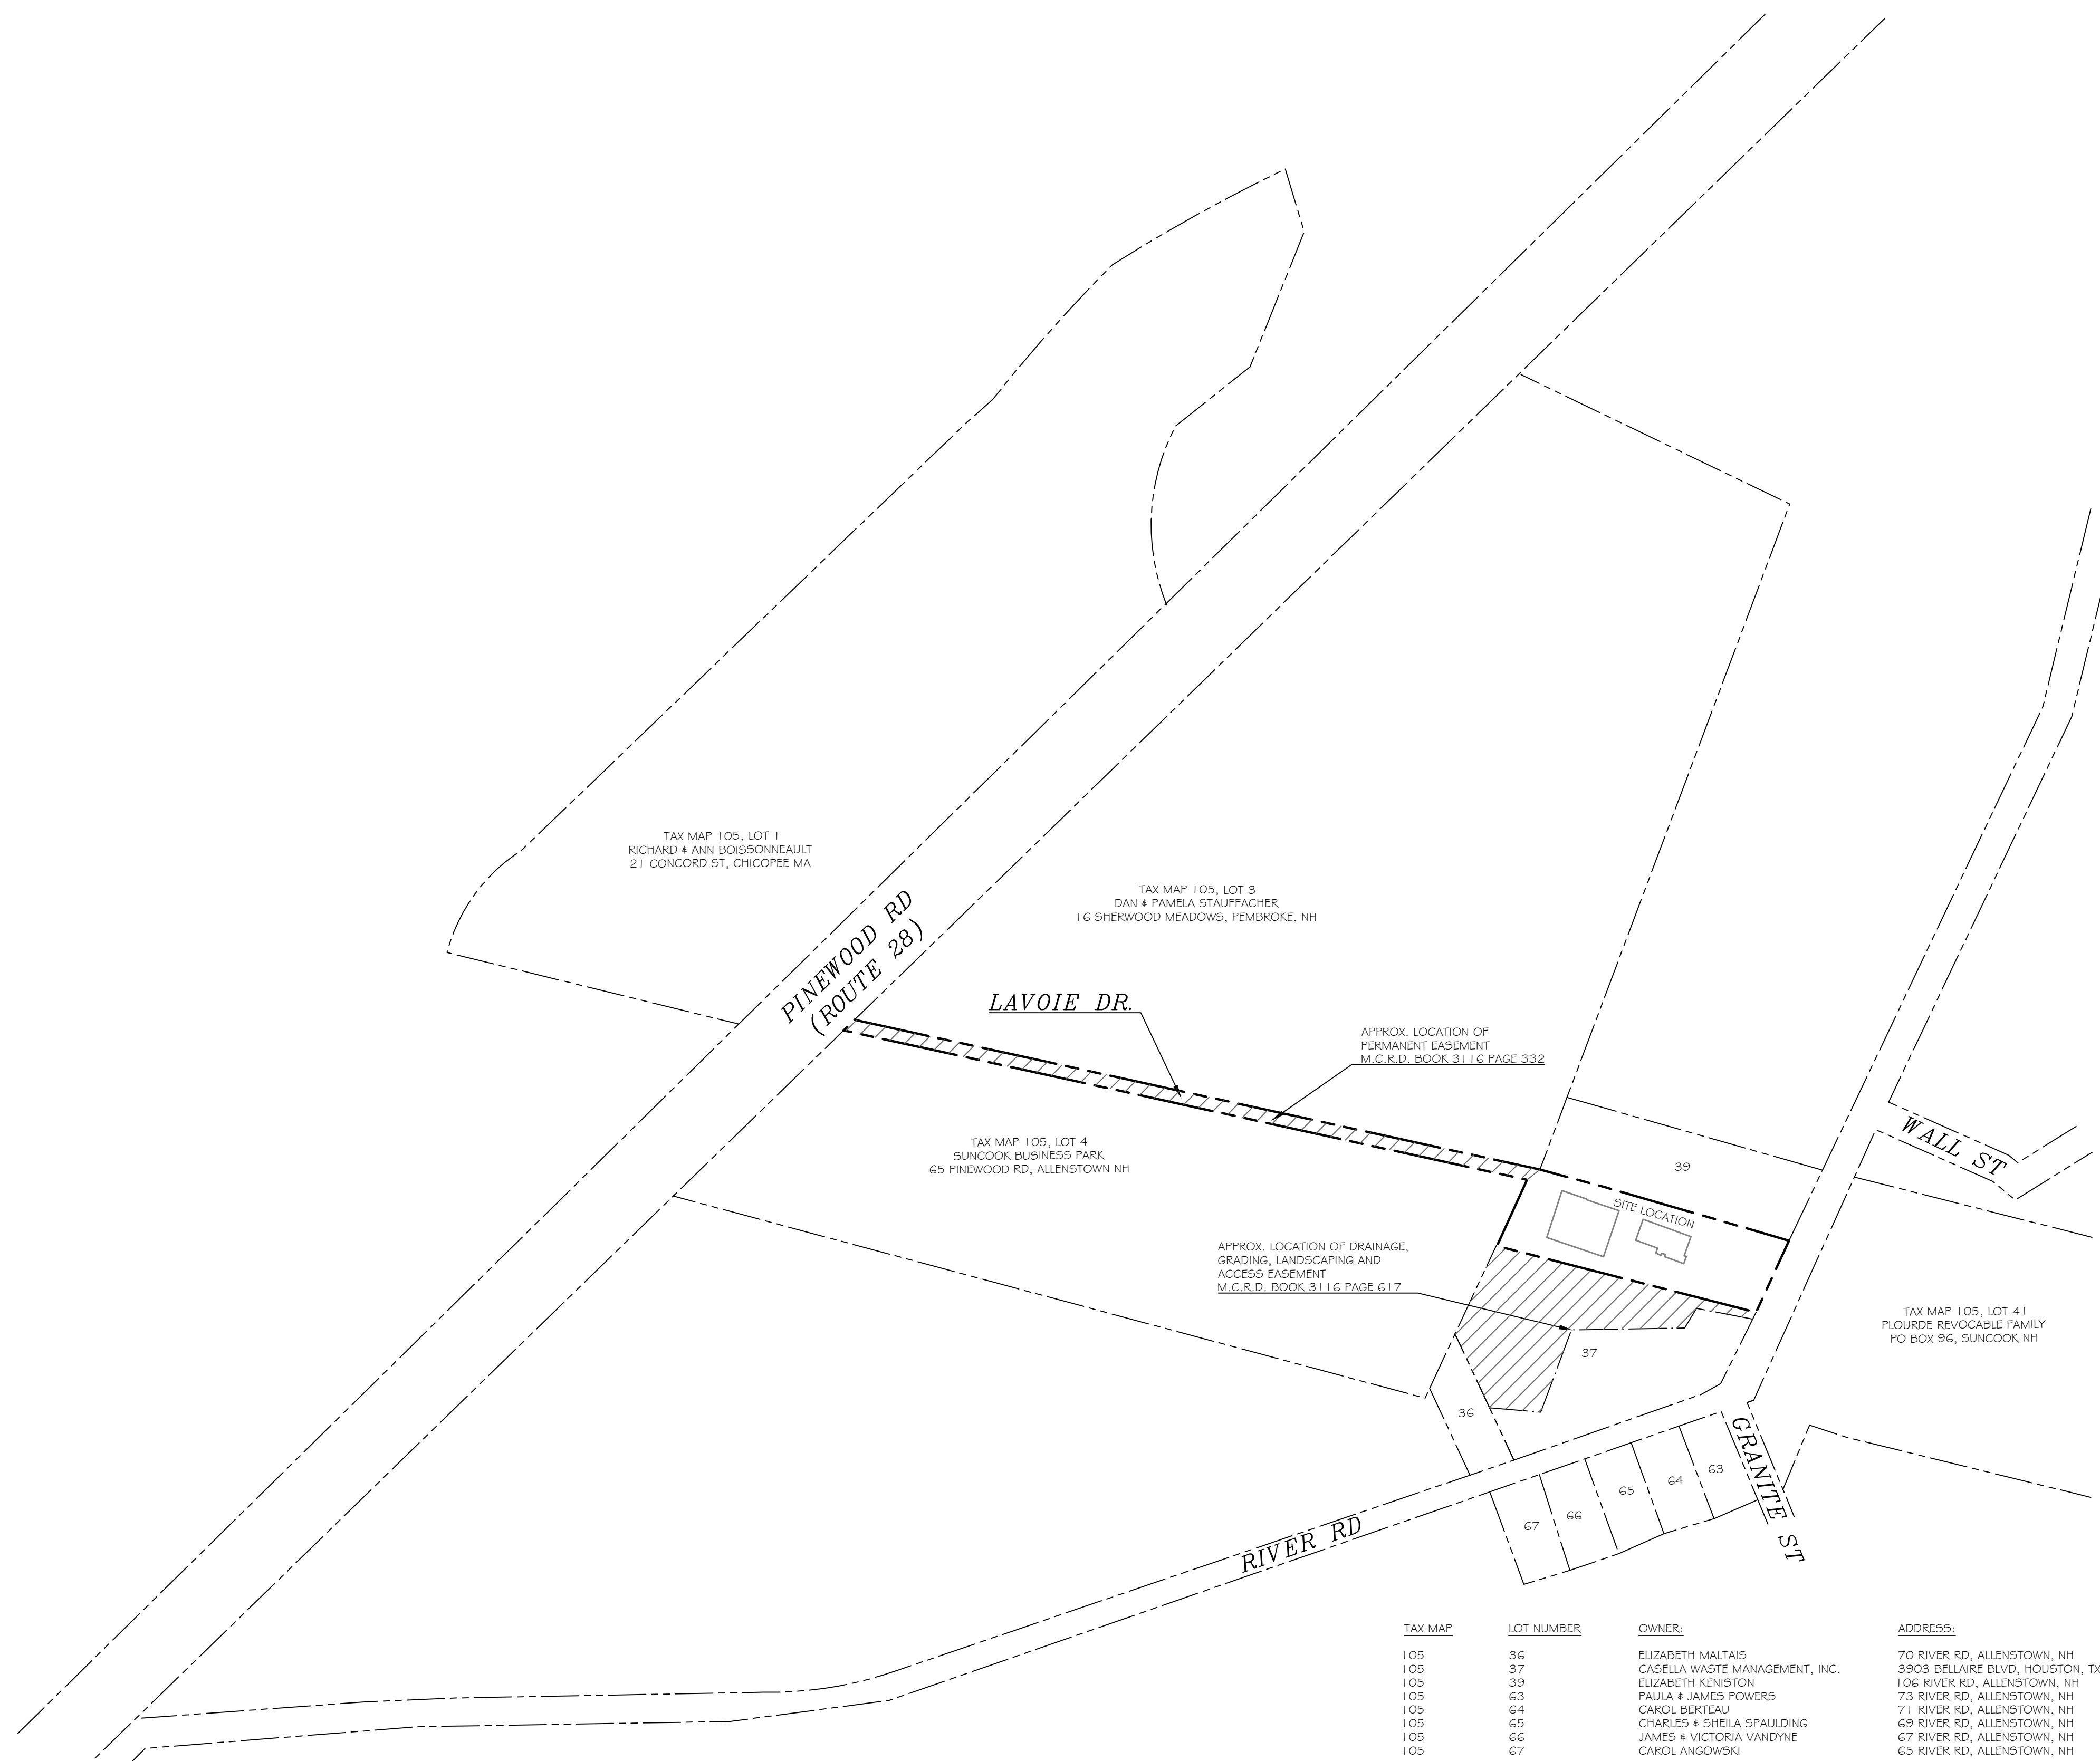 TAX MAP 105, LOT 1
RICHARD & ANN BOISSONNEAULT
21 CONCORD ST, CHICOPEE MA
TAX MAP 105, LOT 3
DAN & PAMELA STAUFFACHER
16 SHERWOOD MEADOWS, PEMBROKE, NH
PINEWOOD RD
(ROUTE 28)
LAVOIE DR.
APPROX. LOCATION OF
PERMANENT EASEMENT
M.C.R.D. BOOK 3116 PAGE 332
TAX MAP 105, LOT 4
SUNCOOK BUSINESS PARK
65 PINEWOOD RD, ALLENSTOWN NH
WALL ST
39
SITE LOCATION
APPROX. LOCATION OF DRAINAGE,
GRADING, LANDSCAPING AND
ACCESS EASEMENT
M.C.R.D. BOOK 3116 PAGE 617
TAX MAP 105, LOT 41
PLOURDE REVOCABLE FAMILY
PO BOX 96, SUNCOOK NH
37
36
GRANITE ST
63
64
65
66
67
RIVER RD
TAX MAP LOT NUMBER OWNER: ADDRESS:
105 36 ELIZABETH MALTAIS 70 RIVER RD, ALLENSTOWN, NH
105 37 CASELLA WASTE MANAGEMENT, INC. 3903 BELLAIRE BLVD, HOUSTON, TX
105 39 ELIZABETH KENISTON 106 RIVER RD, ALLENSTOWN, NH
105 63 PAULA & JAMES POWERS 73 RIVER RD, ALLENSTOWN, NH
105 64 CAROL BERTEAU 71 RIVER RD, ALLENSTOWN, NH
105 65 CHARLES & SHEILA SPAULDING 69 RIVER RD, ALLENSTOWN, NH
105 66 JAMES & VICTORIA VANDYNE 67 RIVER RD, ALLENSTOWN, NH
105 67 CAROL ANGOWSKI 65 RIVER RD, ALLENSTOWN, NH